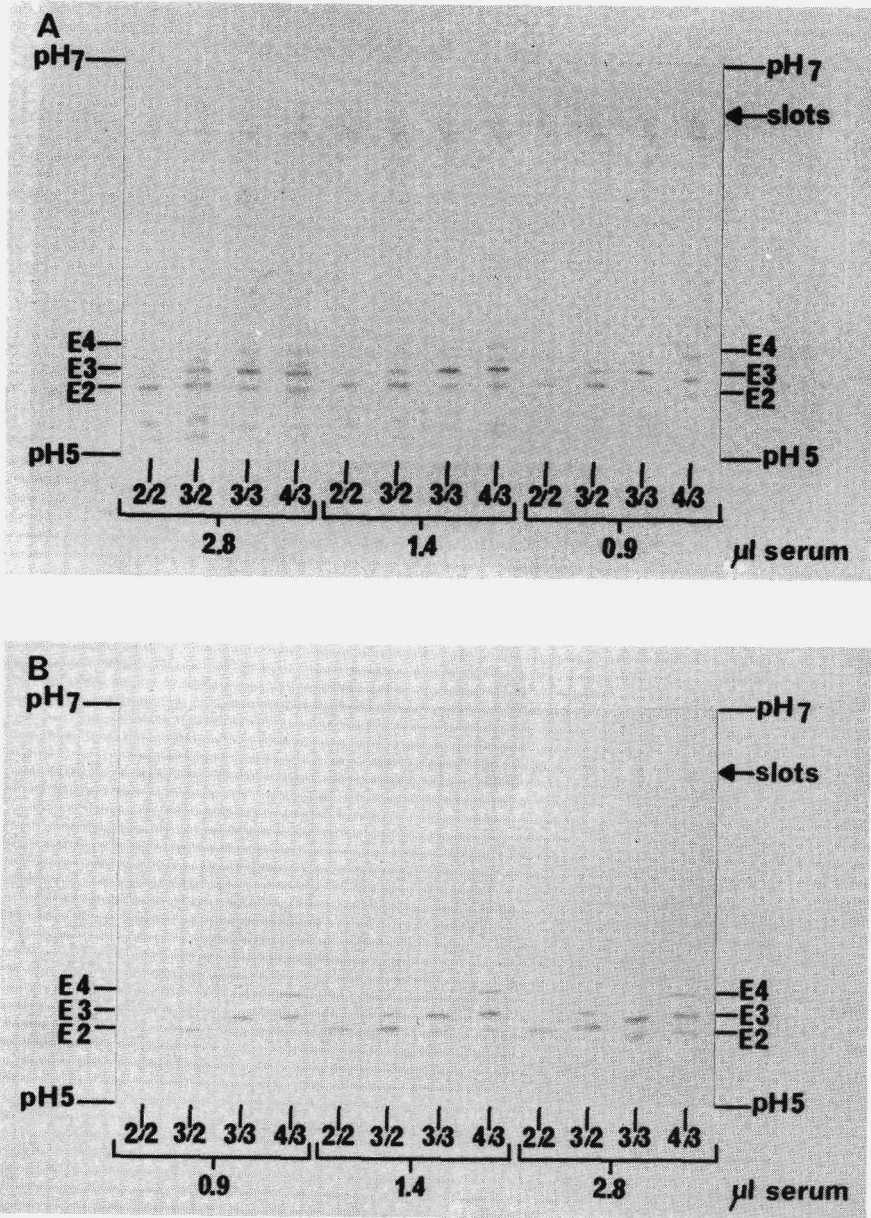 A
pH7 pH7
slots
E4 E4
E3 E3
E2 E2
pH5 pH5
2/2 3/2 3/3 4/3 2/2 3/2 3/3 4/3 2/2 3/2 3/3 4/3
2.8 1.4 0.9 µl serum
B
pH7 pH7
slots
E4 E4
E3 E3
E2 E2
pH5 pH5
2/2 3/2 3/3 4/3 2/2 3/2 3/3 4/3 2/2 3/2 3/3 4/3
0.9 1.4 2.8 µl serum